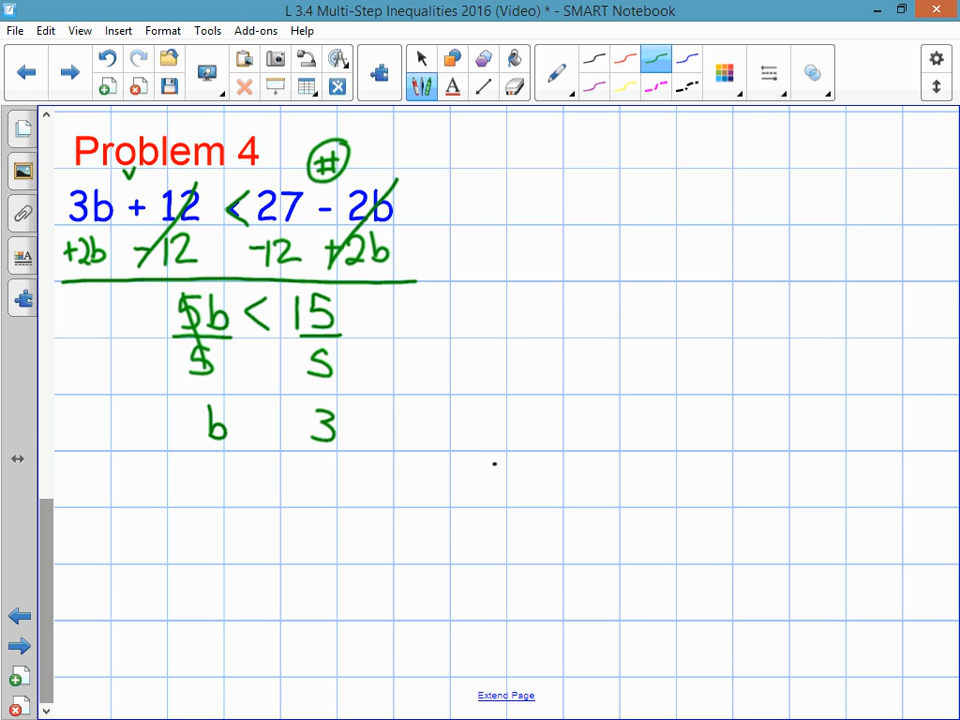 L 3.4 Multi-Step Inequalities 2016 (Video) * - SMART Notebook
File Edit View Insert Format Tools Add-ons Help
Problem 4
v #
3b + 12 < 27 - 2b
+2b -12 -12 +2b
5b < 15
5 5
b 3
Extend Page